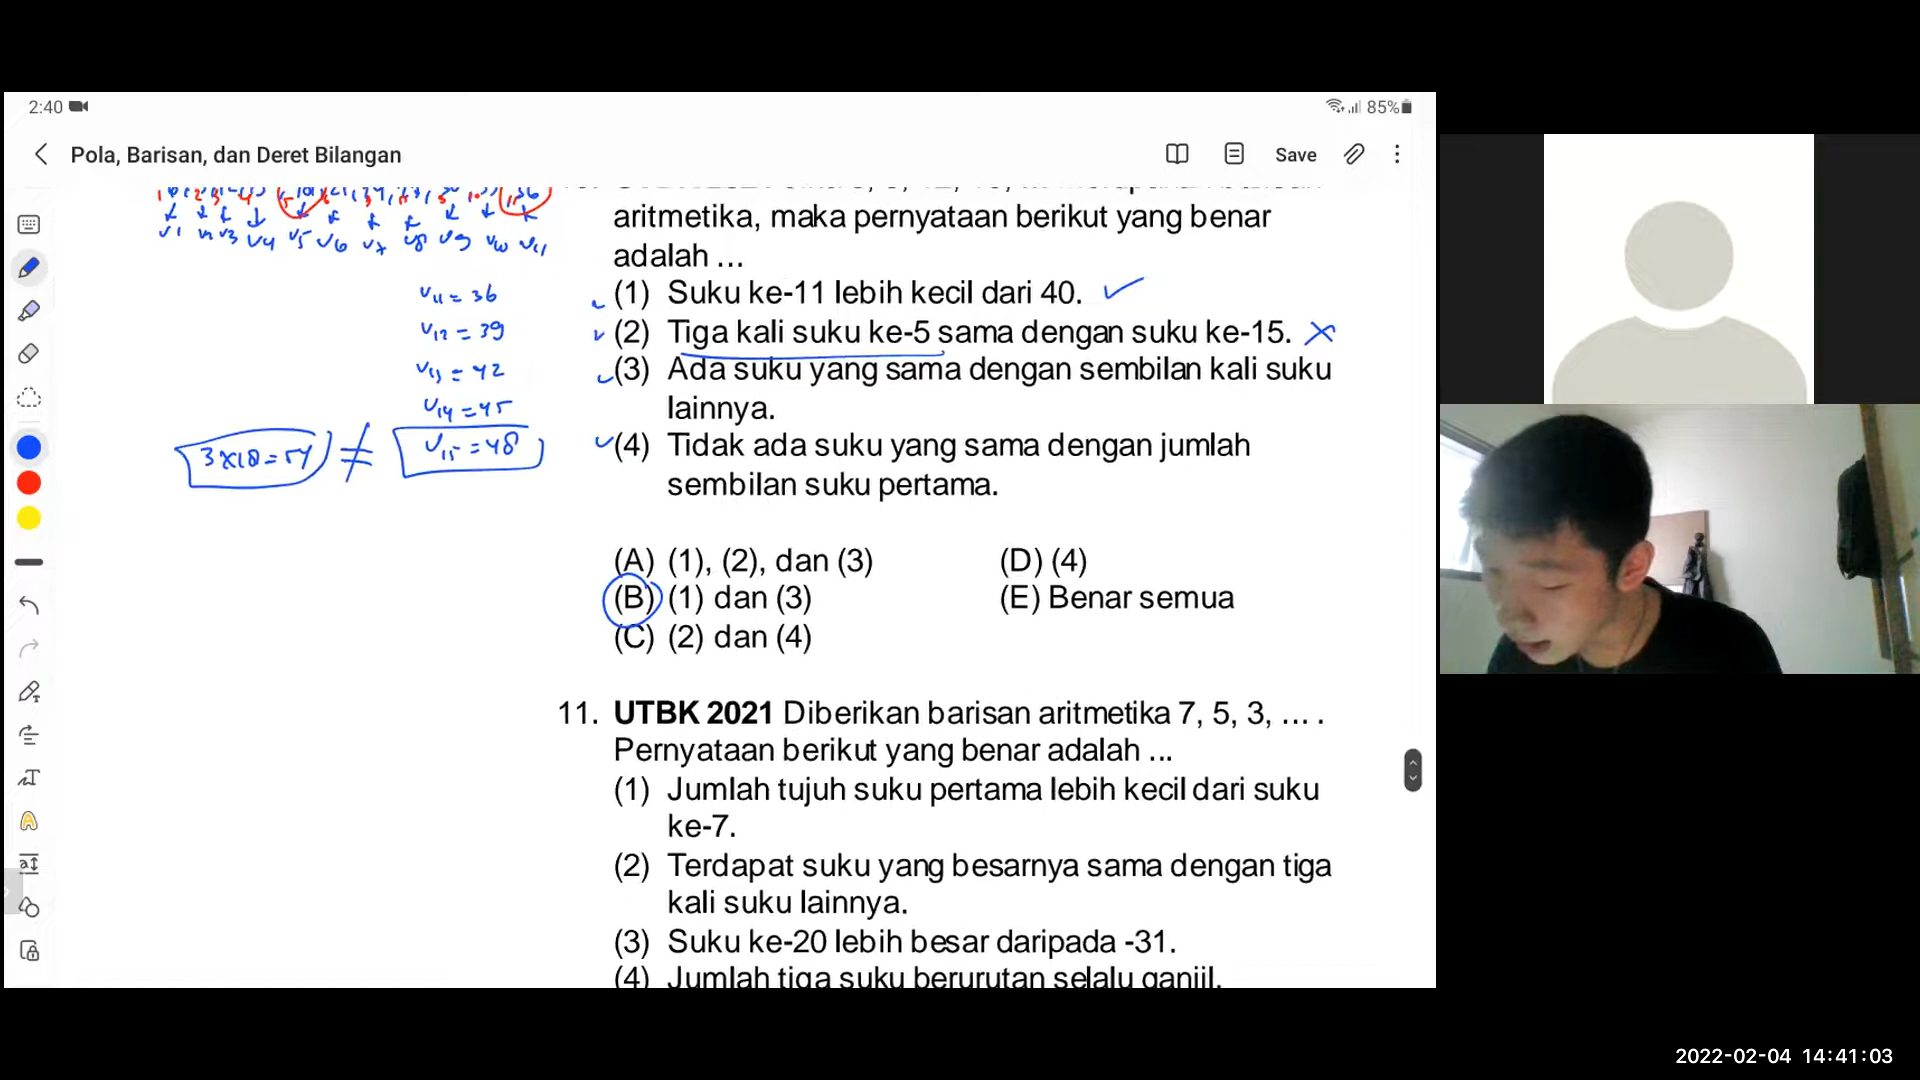 2:40
85%
Pola, Barisan, dan Deret Bilangan
Save
aritmetika, maka pernyataan berikut yang benar
adalah ...
(1) Suku ke-11 lebih kecil dari 40.
(2) Tiga kali suku ke-5 sama dengan suku ke-15.
(3) Ada suku yang sama dengan sembilan kali suku
lainnya.
(4) Tidak ada suku yang sama dengan jumlah
sembilan suku pertama.
(A) (1), (2), dan (3)
(B) (1) dan (3)
(C) (2) dan (4)
(D) (4)
(E) Benar semua
U11 = 36
U12 = 39
U13 = 42
U14 = 45
3x18=54 ≠ U15 = 48
11. UTBK 2021 Diberikan barisan aritmetika 7, 5, 3, ... .
Pernyataan berikut yang benar adalah ...
(1) Jumlah tujuh suku pertama lebih kecil dari suku
ke-7.
(2) Terdapat suku yang besarnya sama dengan tiga
kali suku lainnya.
(3) Suku ke-20 lebih besar daripada -31.
(4) Jumlah tiga suku berurutan selalu ganjil.
2022-02-04 14:41:03